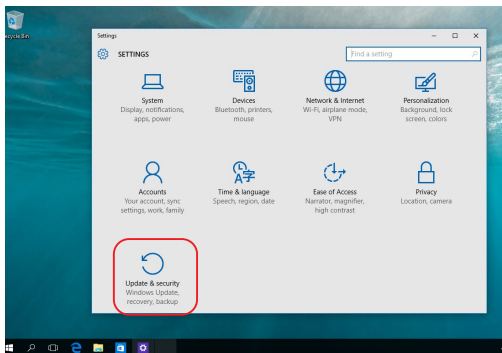 ecycle Bin
Settings
SETTINGS
Find a setting
System
Display, notifications,
apps, power
Devices
Bluetooth, printers,
mouse
Network & Internet
Wi-Fi, airplane mode,
VPN
Personalization
Background, lock
screen, colors
Accounts
Your account, sync
settings, work, family
Time & language
Speech, region, date
Ease of Access
Narrator, magnifier,
high contrast
Privacy
Location, camera
Update & security
Windows Update,
recovery, backup